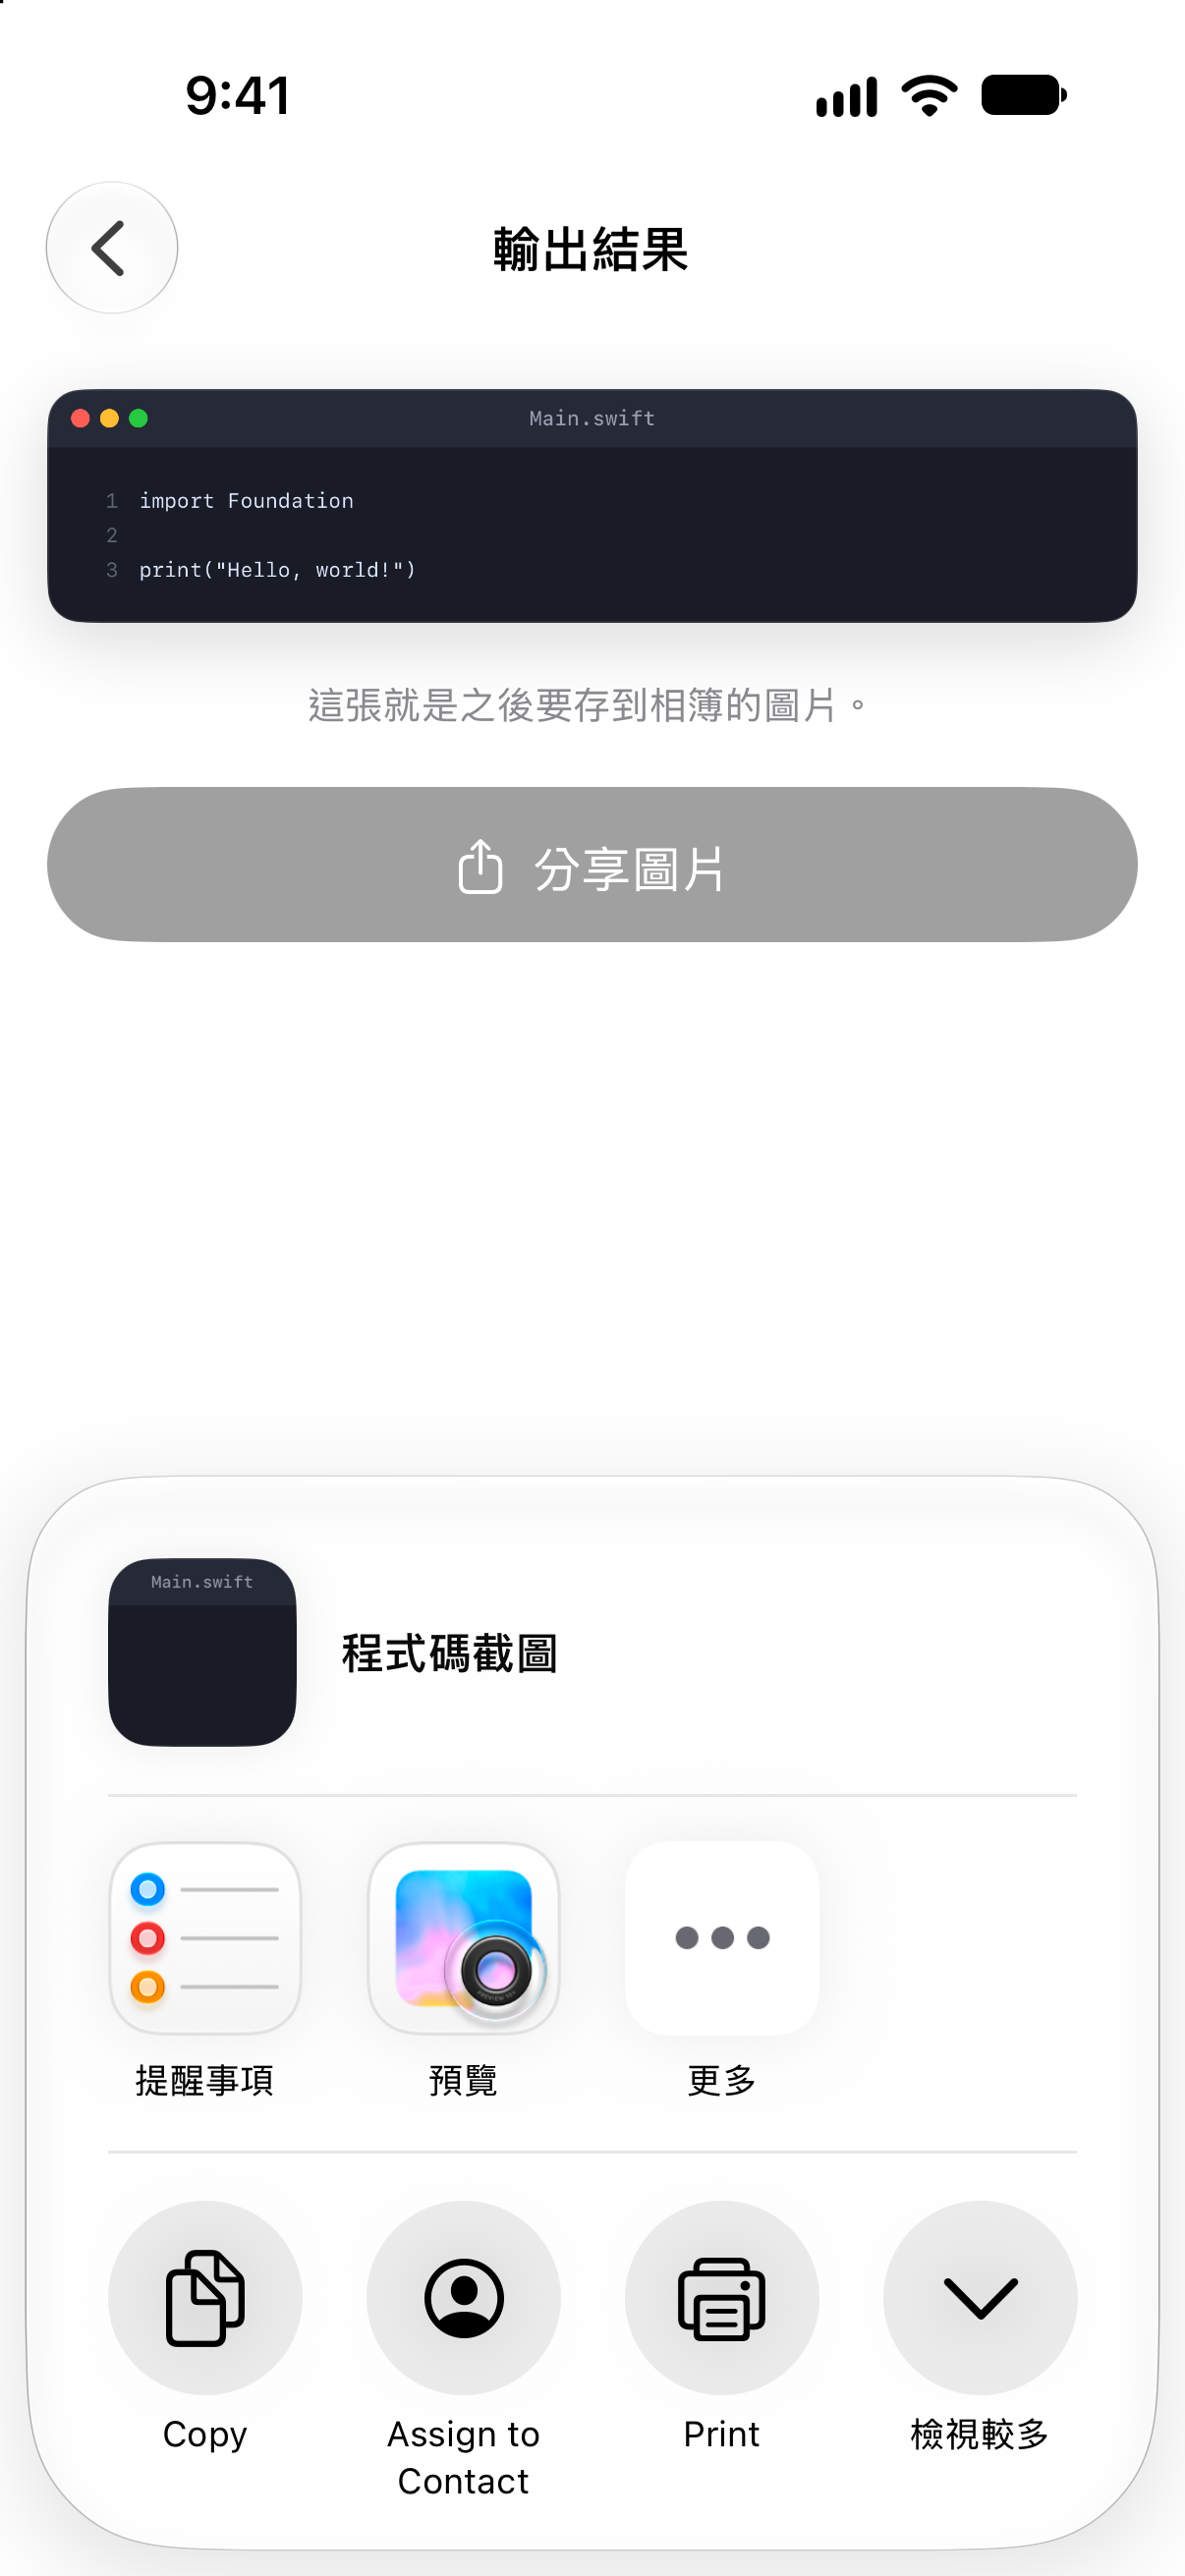 9:41
輸出結果
Main.swift
1 import Foundation
2
3 print("Hello, world!")
這張就是之後要存到相簿的圖片。
分享圖片
Main.swift
程式碼截圖
提醒事項
預覽
更多
Copy
Assign to
Contact
Print
檢視較多